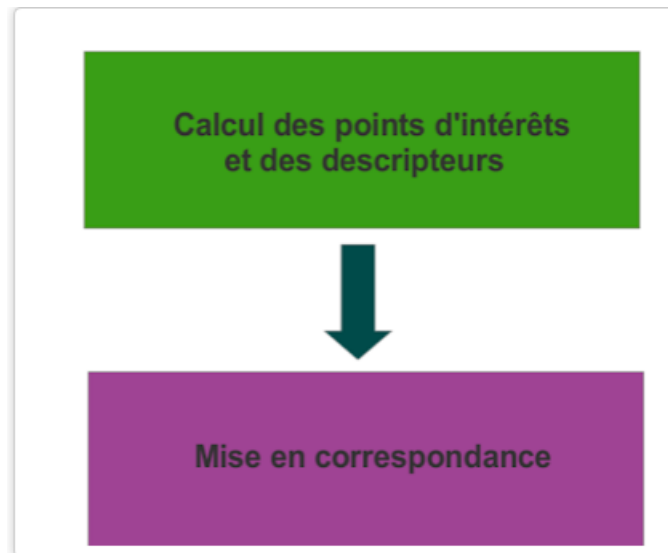 Calcul des points d'intérêts
et des descripteurs
Mise en correspondance